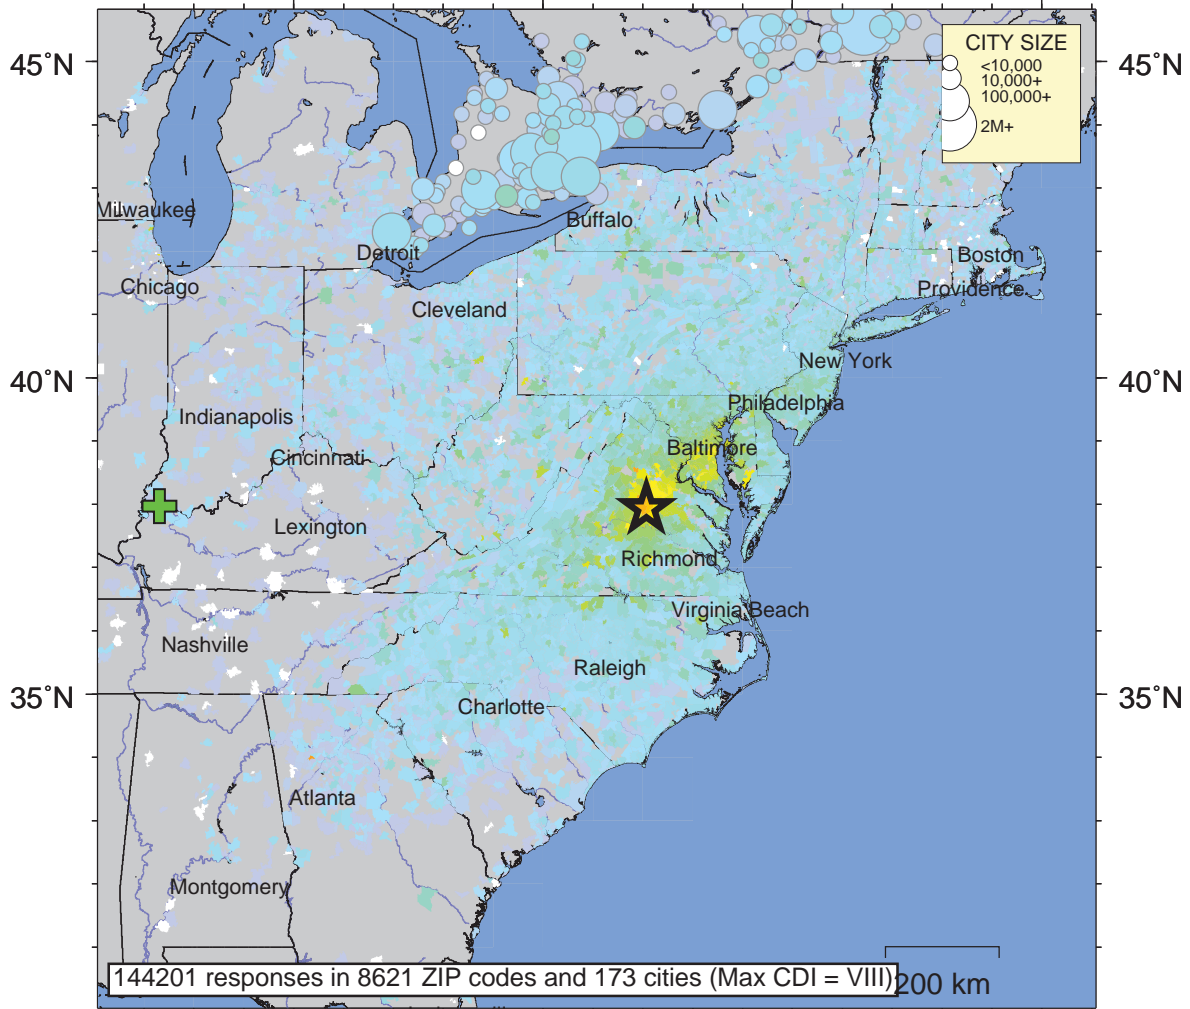 CITY SIZE
<10,000
10,000+
100,000+
2M+
45˚N
45˚N
Milwaukee
Buffalo
Detroit
Boston
Chicago
Providence
Cleveland
New York
40˚N
40˚N
Philadelphia
Indianapolis
Baltimore
Cincinnati
Lexington
Richmond
Virginia Beach
Nashville
Raleigh
35˚N
35˚N
Charlotte
Atlanta
Montgomery
144201 responses in 8621 ZIP codes and 173 cities (Max CDI = VIII)
200 km